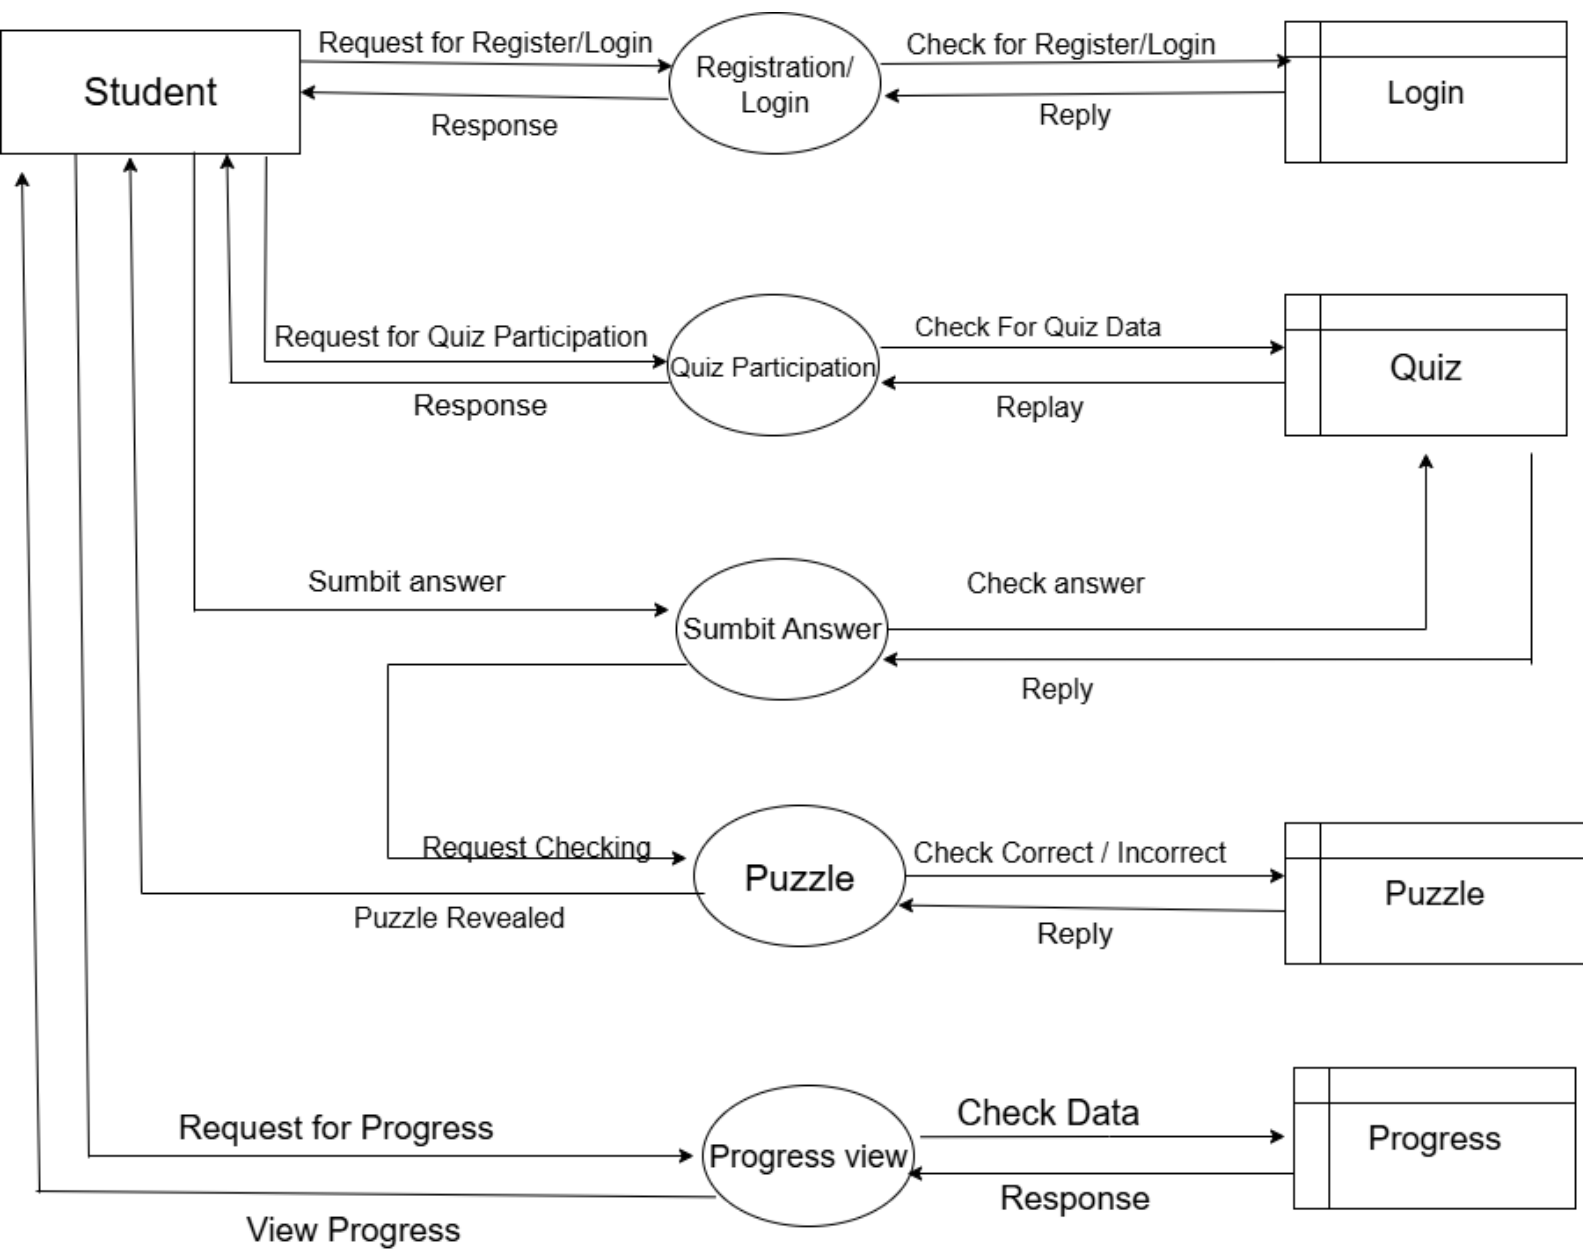 Student
Request for Register/Login
Response
Registration/
Login
Check for Register/Login
Reply
Login
Request for Quiz Participation
Response
Quiz Participation
Check For Quiz Data
Replay
Quiz
Sumbit answer
Sumbit Answer
Check answer
Reply
Request Checking
Puzzle Revealed
Puzzle
Check Correct / Incorrect
Reply
Puzzle
Request for Progress
View Progress
Progress view
Check Data
Response
Progress